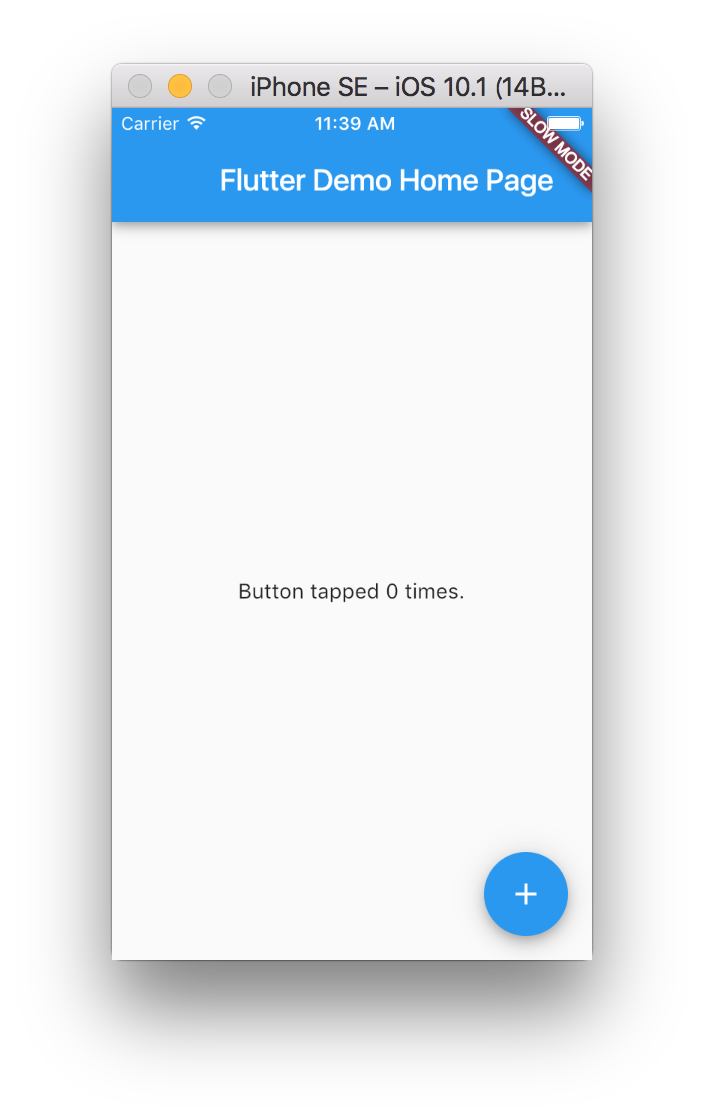 iPhone SE – iOS 10.1 (14B...
Carrier
11:39 AM
SLOW MODE
Flutter Demo Home Page
Button tapped 0 times.
+